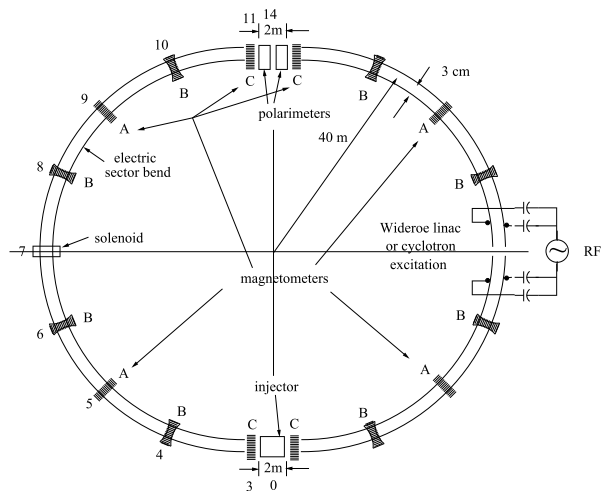 11 14
2m
10
B
C
C
B
3 cm
polarimeters
9
A
A
40 m
electric
sector bend
8
B
B
Wideroe linac
or cyclotron
excitation
solenoid
7
RF
magnetometers
6
B
B
A
A
5
injector
B
C
C
B
4
2m
3 0